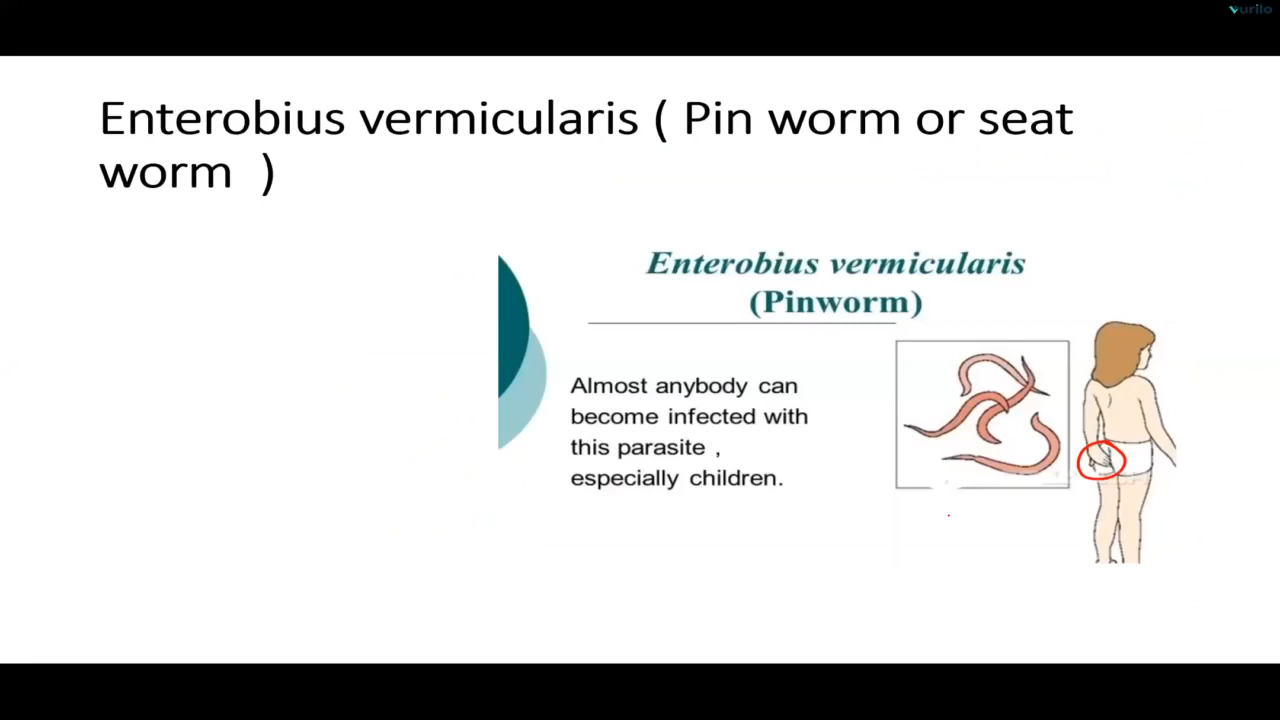 vurilo
Enterobius vermicularis ( Pin worm or seat
worm )
Enterobius vermicularis
(Pinworm)
Almost anybody can
become infected with
this parasite ,
especially children.